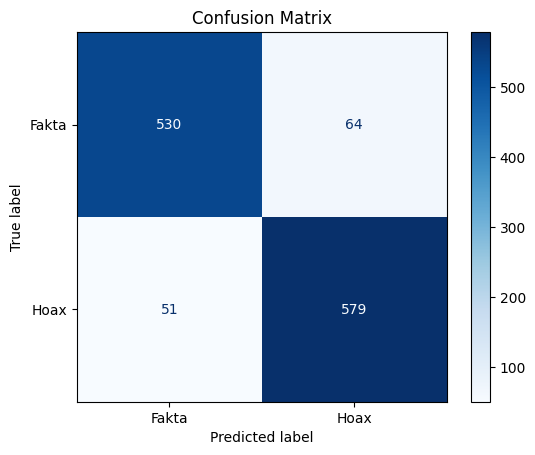 Confusion Matrix
Fakta
530
64
Hoax
51
579
Fakta
Hoax
Predicted label
True label
500
400
300
200
100